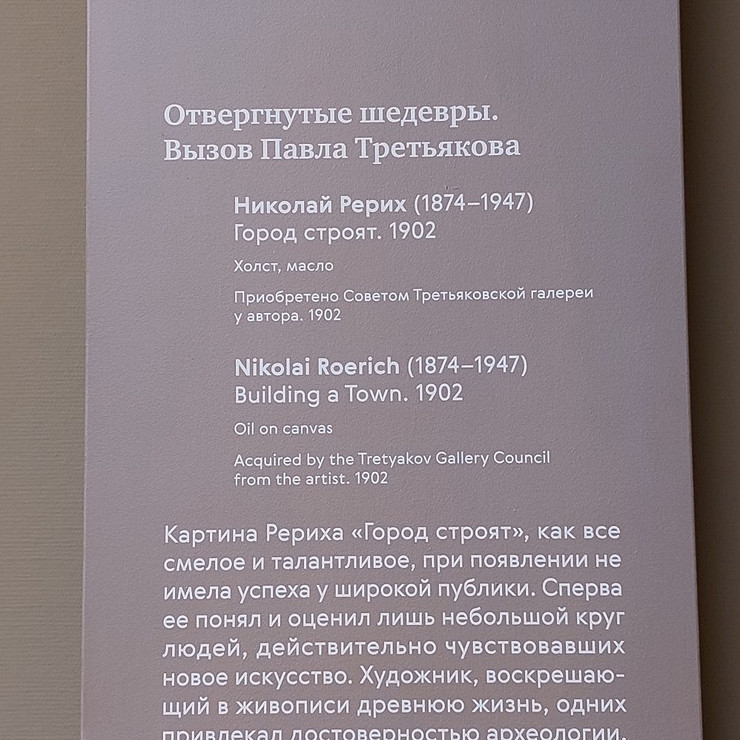 Отвергнутые шедевры.
Вызов Павла Третьякова
Николай Рерих (1874–1947)
Город строят. 1902
Холст, масло
Приобретено Советом Третьяковской галереи
у автора. 1902
Nikolai Roerich (1874–1947)
Building a Town. 1902
Oil on canvas
Acquired by the Tretyakov Gallery Council
from the artist. 1902
Картина Рериха «Город строят», как все
смелое и талантливое, при появлении не
имела успеха у широкой публики. Сперва
ее понял и оценил лишь небольшой круг
людей, действительно чувствовавших
новое искусство. Художник, воскрешаю-
щий в живописи древнюю жизнь, одних
привлекал достоверностью археологии,